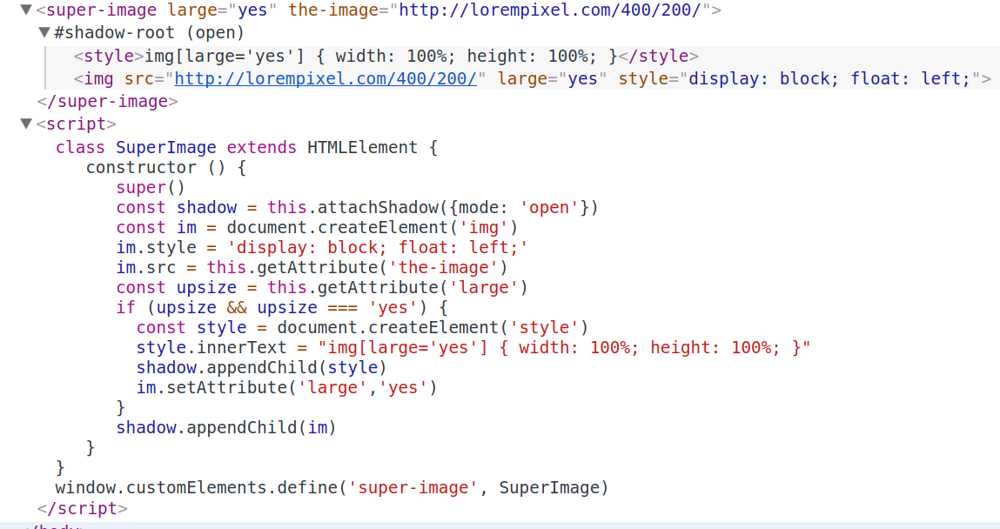 <super-image large="yes" the-image="http://lorempixel.com/400/200/">
#shadow-root (open)
<style>img[large='yes'] { width: 100%; height: 100%; }</style>
<img src="http://lorempixel.com/400/200/" large="yes" style="display: block; float: left;">
</super-image>
<script>
class SuperImage extends HTMLElement {
constructor () {
super()
const shadow = this.attachShadow({mode: 'open'})
const im = document.createElement('img')
im.style = 'display: block; float: left;'
im.src = this.getAttribute('the-image')
const upsize = this.getAttribute('large')
if (upsize && upsize === 'yes') {
const style = document.createElement('style')
style.innerText = "img[large='yes'] { width: 100%; height: 100%; }"
shadow.appendChild(style)
im.setAttribute('large','yes')
}
shadow.appendChild(im)
}
}
window.customElements.define('super-image', SuperImage)
</script>